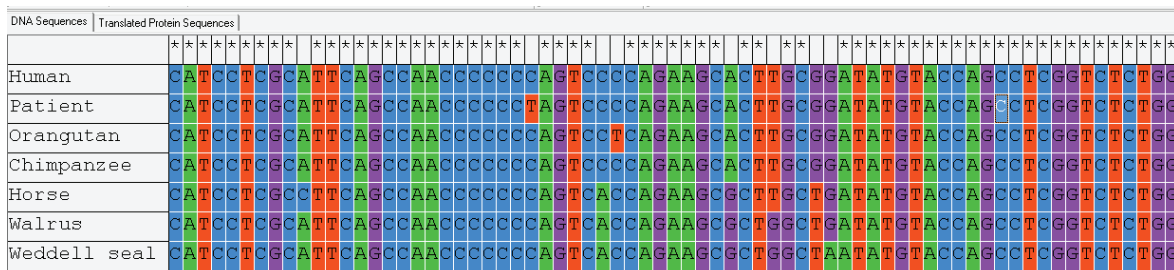 DNA Sequences Translated Protein Sequences
********* *************** **** ******* ** ** ************************
Human CATCCTCGCATTCAGCCAACCCCCCCAGTCCCCAGAAGCACTTGCGGATATGTACCAGCCTCGGTCTCTGG
Patient CATCCTCGCATTCAGCCAACCCCCCTAGTCCCCAGAAGCACTTGCGGATATGTACCAGCCTCGGTCTCTGG
Orangutan CATCCTCGCATTCAGCCAACCCCCCCAGTCCTCAGAAGCACTTGCGGATATGTACCAGCCTCGGTCTCTGG
Chimpanzee CATCCTCGCATTCAGCCAACCCCCCCAGTCCCCAGAAGCACTTGCGGATATGTACCAGCCTCGGTCTCTGG
Horse CATCCTCGCCTTCAGCCAACCCCCCCAGTCACCAGAAGCGCTTGCTGATATGTACCAGCCTCGGTCTCTGG
Walrus CATCCTCGCATTCAGCCAACCCCCCCAGTCACCAGAAGCGCTGGCTGATATGTACCAGCCTCGGTCTCTGG
Weddell seal CATCCTCGCATTCAGCCAACCCCCCCAGTCACCAGAAGCGCTGGCTAATATGTACCAGCCTCGGTCTCTGG